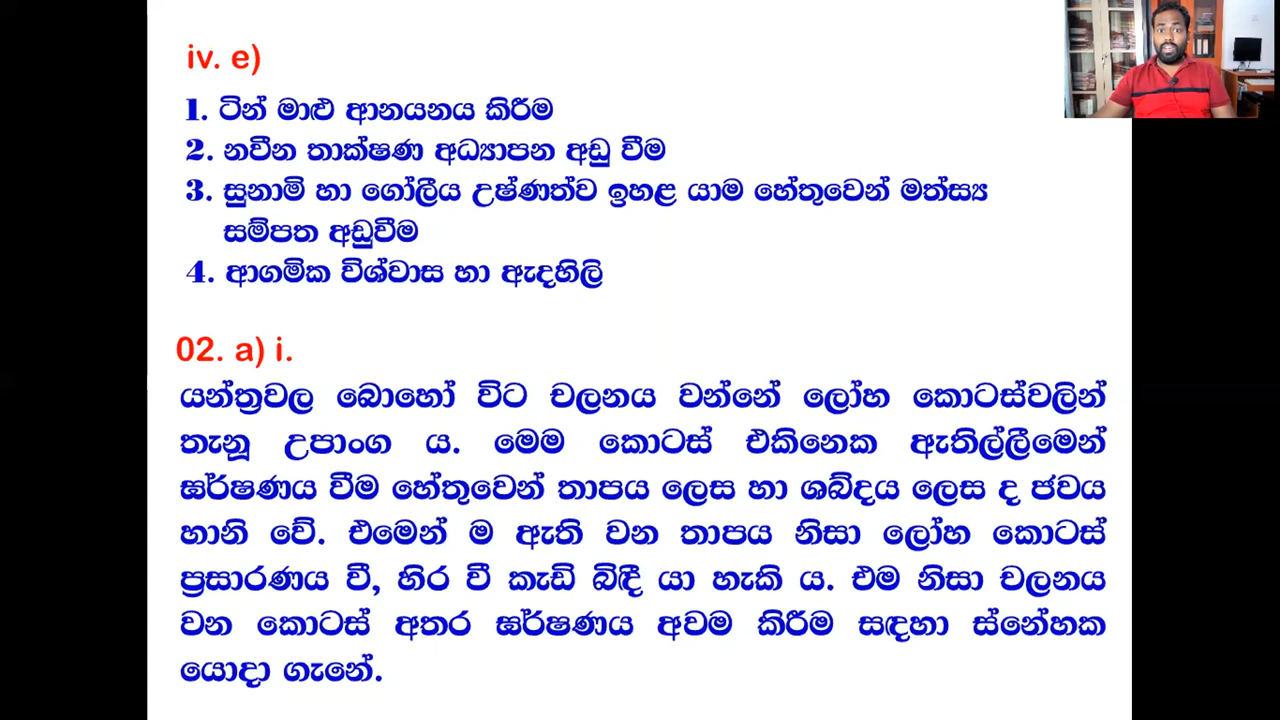 iv. e)
1. ටින් මාළු ආනයනය කිරීම
2. නවීන තාක්ෂණ අධ්‍යාපන අඩු වීම
3. සුනාමි හා ගෝලීය උෂ්ණත්ව ඉහළ යාම හේතුවෙන් මත්ස්‍ය
සම්පත අඩුවීම
4. ආගමික විශ්වාස හා ඇදහිලි
02. a) i.
යන්ත්‍රවල බොහෝ විට චලනය වන්නේ ලෝහ කොටස්වලින්
තැනූ උපාංග ය. මෙම කොටස් එකිනෙක ඇතිල්ලීමෙන්
ඝර්ෂණය වීම හේතුවෙන් තාපය ලෙස හා ශබ්දය ලෙස ද ජවය
හානි වේ. එමෙන් ම ඇති වන තාපය නිසා ලෝහ කොටස්
ප්‍රසාරණය වී, හිර වී කැඩී බිඳී යා හැකි ය. එම නිසා චලනය
වන කොටස් අතර ඝර්ෂණය අවම කිරීම සඳහා ස්නේහක
යොදා ගැනේ.